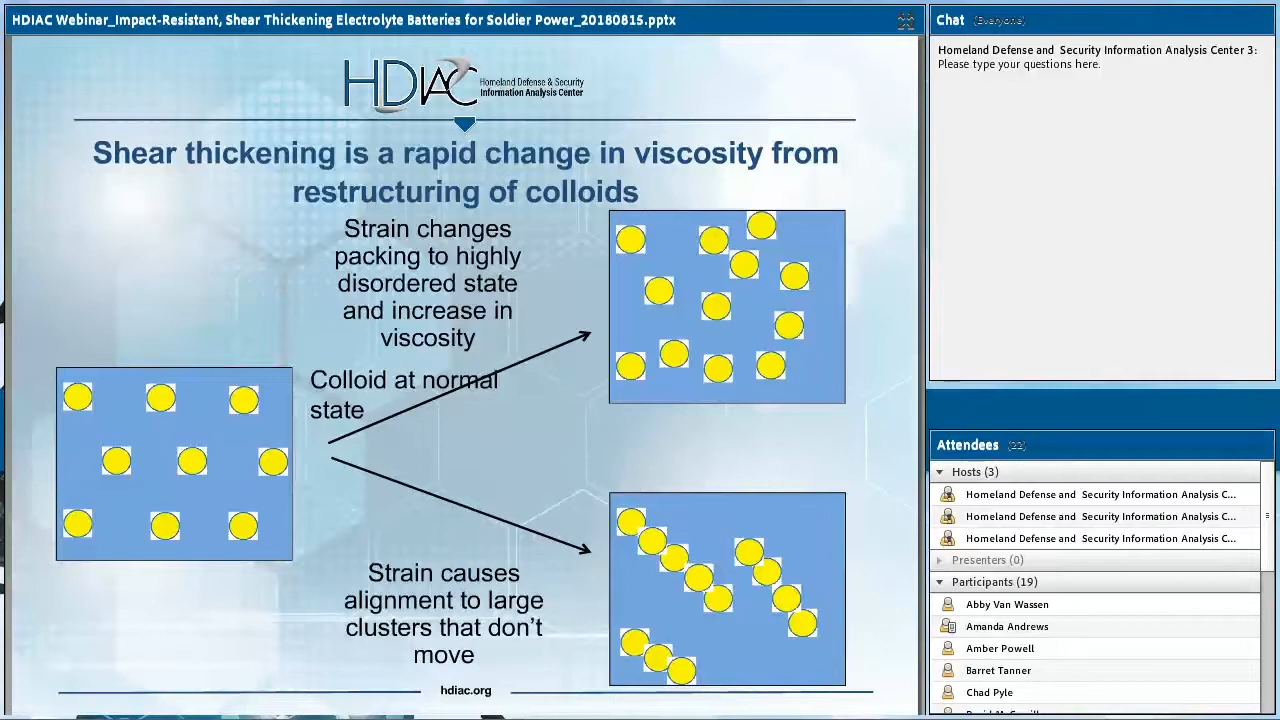 HDIAC Webinar_Impact-Resistant, Shear Thickening Electrolyte Batteries for Soldier Power_20180815.pptx
HDIAC
Homeland Defense & Security
Information Analysis Center
Shear thickening is a rapid change in viscosity from
restructuring of colloids
Strain changes
packing to highly
disordered state
and increase in
viscosity
Colloid at normal
state
Strain causes
alignment to large
clusters that don't
move
hdiac.org
Chat (Everyone)
Homeland Defense and Security Information Analysis Center 3:
Please type your questions here.
Attendees (22)
Hosts (3)
Homeland Defense and Security Information Analysis C...
Homeland Defense and Security Information Analysis C...
Homeland Defense and Security Information Analysis C...
Presenters (0)
Participants (19)
Abby Van Wassen
Amanda Andrews
Amber Powell
Barret Tanner
Chad Pyle